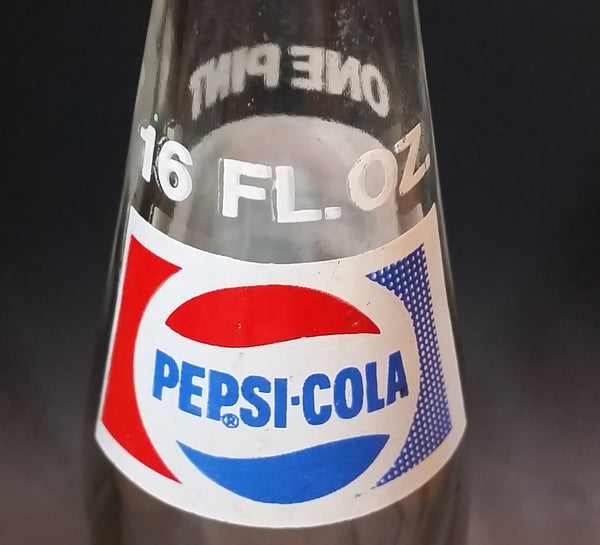 ONE PINT
16 FL. OZ.
PEPSI-COLA
®